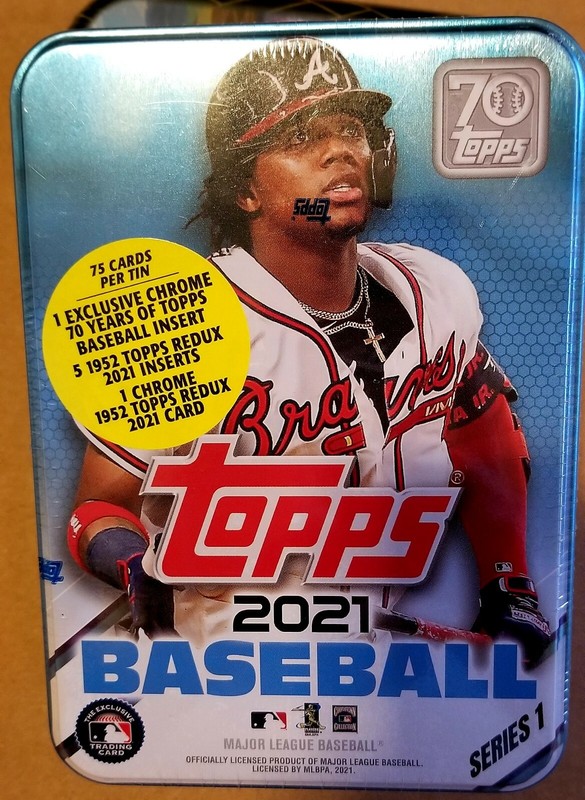 A
70
TOPPS
TOPPS
75 CARDS
PER TIN
1 EXCLUSIVE CHROME
70 YEARS OF TOPPS
BASEBALL INSERT
5 1952 TOPPS REDUX
2021 INSERTS
1 CHROME
1952 TOPPS REDUX
2021 CARD
Braves
A JR.
TOPPS®
2021
BASEBALL
SERIES 1
THE EXCLUSIVE
TRADING
CARD
MAJOR LEAGUE BASEBALL®
OFFICIALLY LICENSED PRODUCT OF MAJOR LEAGUE BASEBALL.
LICENSED BY MLBPA, 2021.